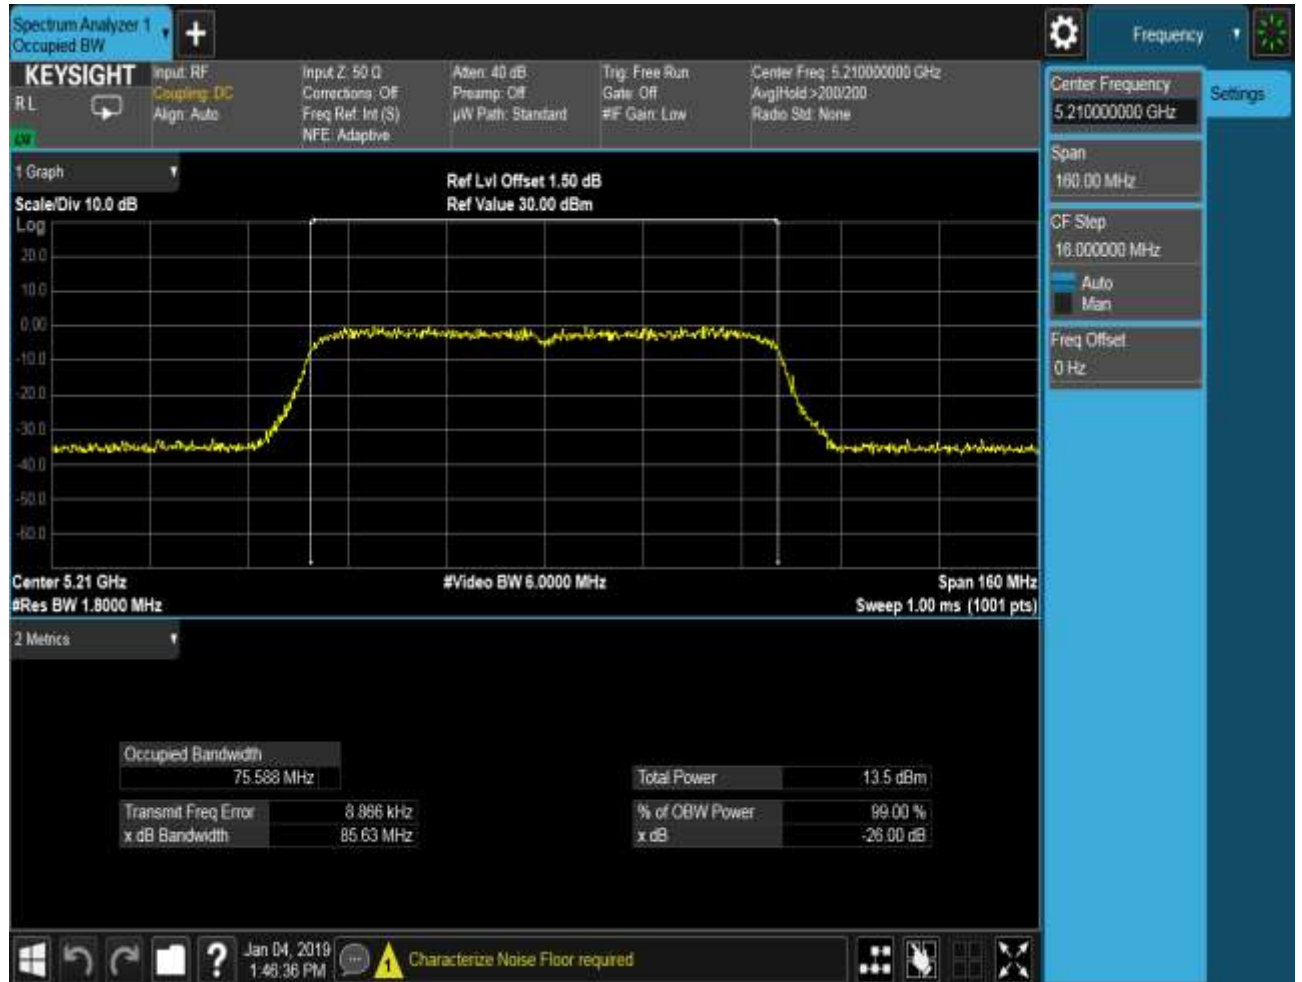 Spectrum Analyzer 1
Occupied BW
Frequency
KEYSIGHT
RL
Input: RF
Coupling: DC
Align: Auto
Input Z: 50 Ω
Corrections: Off
Freq Ref: Int (S)
NFE: Adaptive
Atten: 40 dB
Preamp: Off
µW Path: Standard
Trig: Free Run
Gate: Off
#IF Gain: Low
Center Freq: 5.210000000 GHz
Avg|Hold:>200/200
Radio Std: None
Center Frequency
5.210000000 GHz
Settings
Span
160.00 MHz
CF Step
16.000000 MHz
Auto
Man
Freq Offset
0 Hz
1 Graph
Scale/Div 10.0 dB
Ref Lvl Offset 1.50 dB
Ref Value 30.00 dBm
Log
20.0
10.0
0.00
-10.0
-20.0
-30.0
-40.0
-50.0
-60.0
Center 5.21 GHz
#Video BW 6.0000 MHz
Span 160 MHz
#Res BW 1.8000 MHz
Sweep 1.00 ms (1001 pts)
2 Metrics
Occupied Bandwidth
75.588 MHz
Transmit Freq Error 8.866 kHz
x dB Bandwidth 85.63 MHz
Total Power 13.5 dBm
% of OBW Power 99.00 %
x dB -26.00 dB
Jan 04, 2019
1:46:36 PM
1
Characterize Noise Floor required